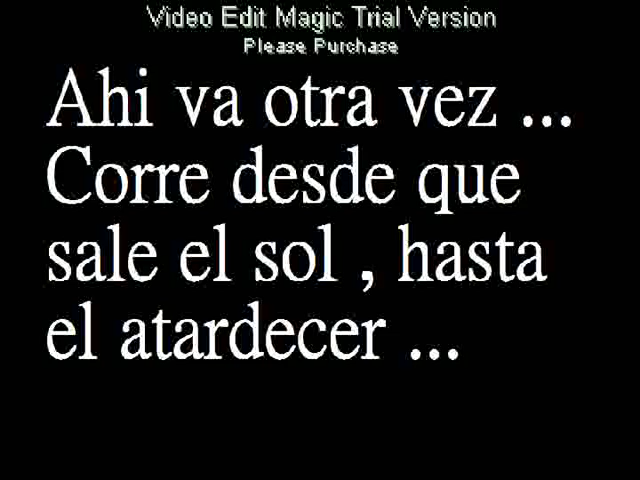 Video Edit Magic Trial Version
Please Purchase
Ahi va otra vez ...
Corre desde que
sale el sol , hasta
el atardecer ...